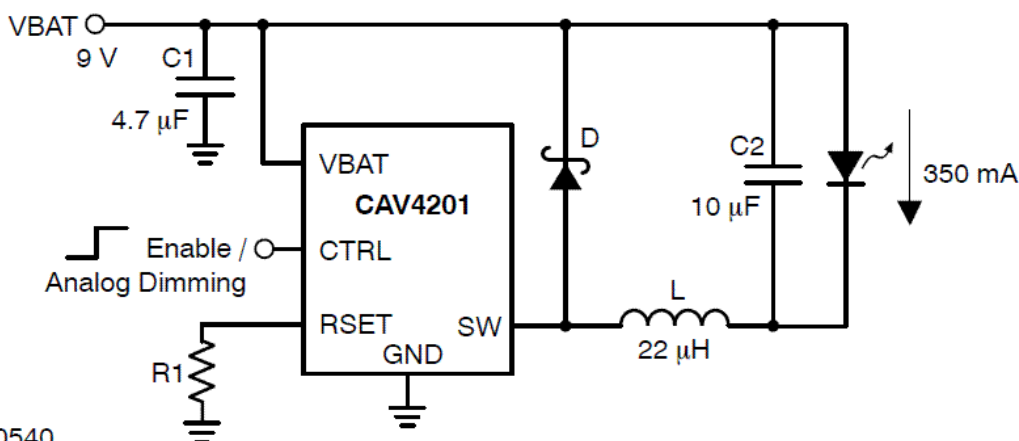 VBAT
9 V
C1
4.7 µF
VBAT
CAV4201
Enable /
CTRL
Analog Dimming
RSET
SW
GND
R1
D
C2
10 µF
350 mA
L
22 µH
0540